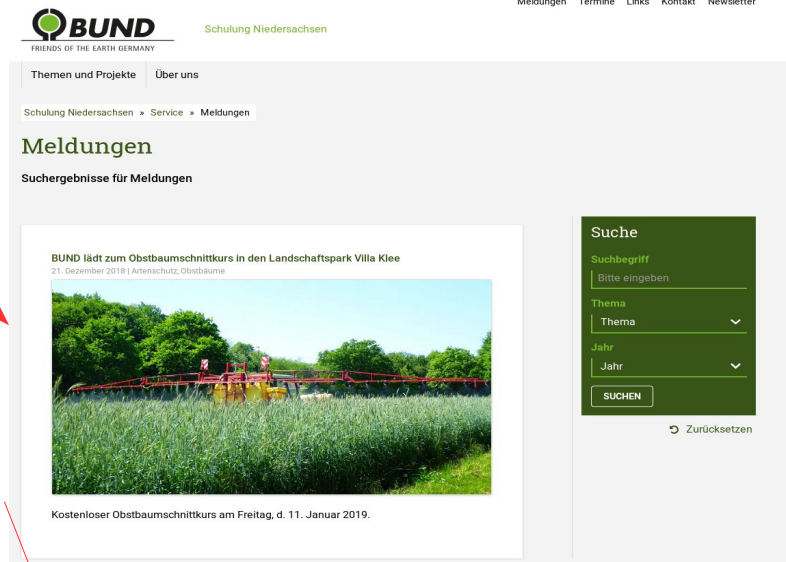 Meldungen Termine Links Kontakt Newsletter
BUND
FRIENDS OF THE EARTH GERMANY
Schulung Niedersachsen
Themen und Projekte Über uns
Schulung Niedersachsen » Service » Meldungen
Meldungen
Suchergebnisse für Meldungen
BUND lädt zum Obstbaumschnittkurs in den Landschaftspark Villa Klee
21. Dezember 2018 | Artenschutz, Obstbäume
Kostenloser Obstbaumschnittkurs am Freitag, d. 11. Januar 2019.
Suche
Suchbegriff
Bitte eingeben
Thema
Thema
Jahr
Jahr
SUCHEN
Zurücksetzen